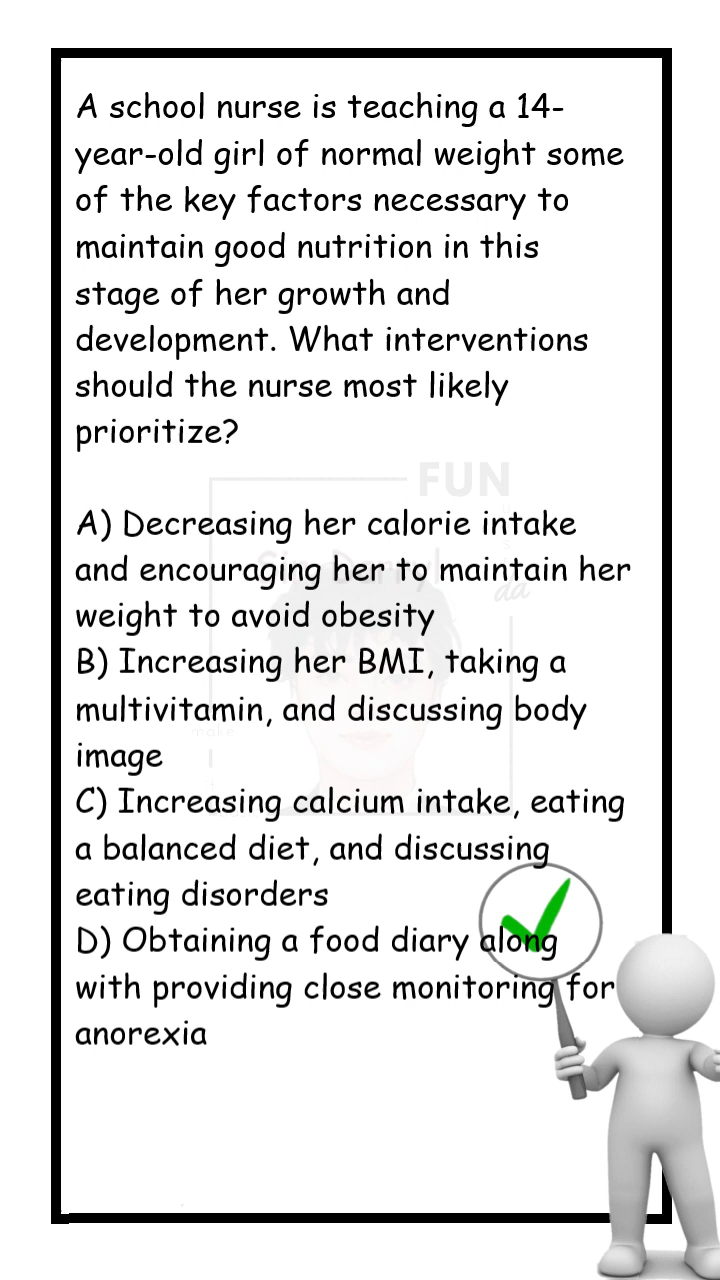 A school nurse is teaching a 14-
year-old girl of normal weight some
of the key factors necessary to
maintain good nutrition in this
stage of her growth and
development. What interventions
should the nurse most likely
prioritize?
FUN
A) Decreasing her calorie intake
and encouraging her to maintain her
weight to avoid obesity
da
B) Increasing her BMI, taking a
multivitamin, and discussing body
make
image
C) Increasing calcium intake, eating
a balanced diet, and discussing
eating disorders
D) Obtaining a food diary along
with providing close monitoring for
anorexia